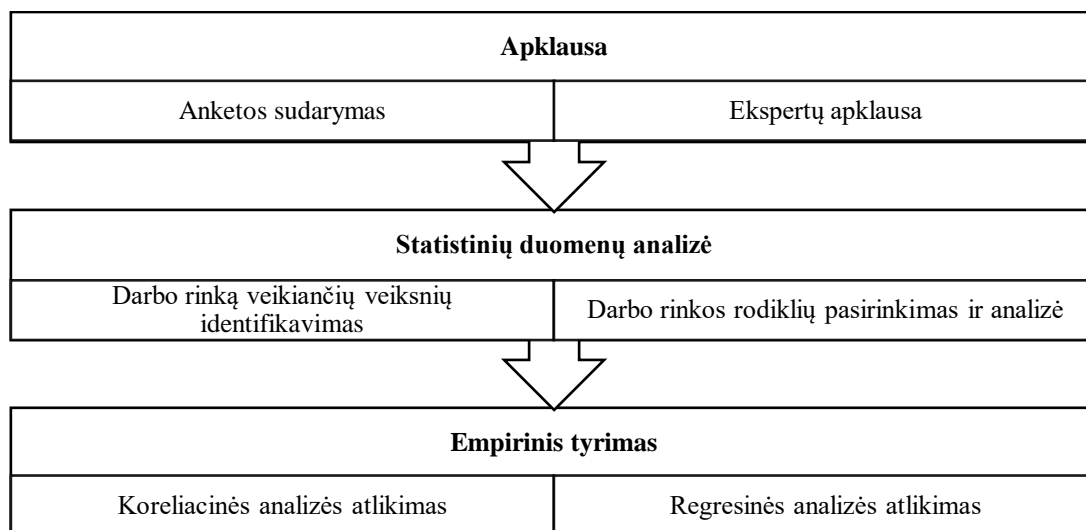 Apklausa
Anketos sudarymas
Ekspertų apklausa
Statistinių duomenų analizė
Darbo rinką veikiančių veiksnių
identifikavimas
Darbo rinkos rodiklių pasirinkimas ir analizė
Empirinis tyrimas
Koreliacinės analizės atlikimas
Regresinės analizės atlikimas